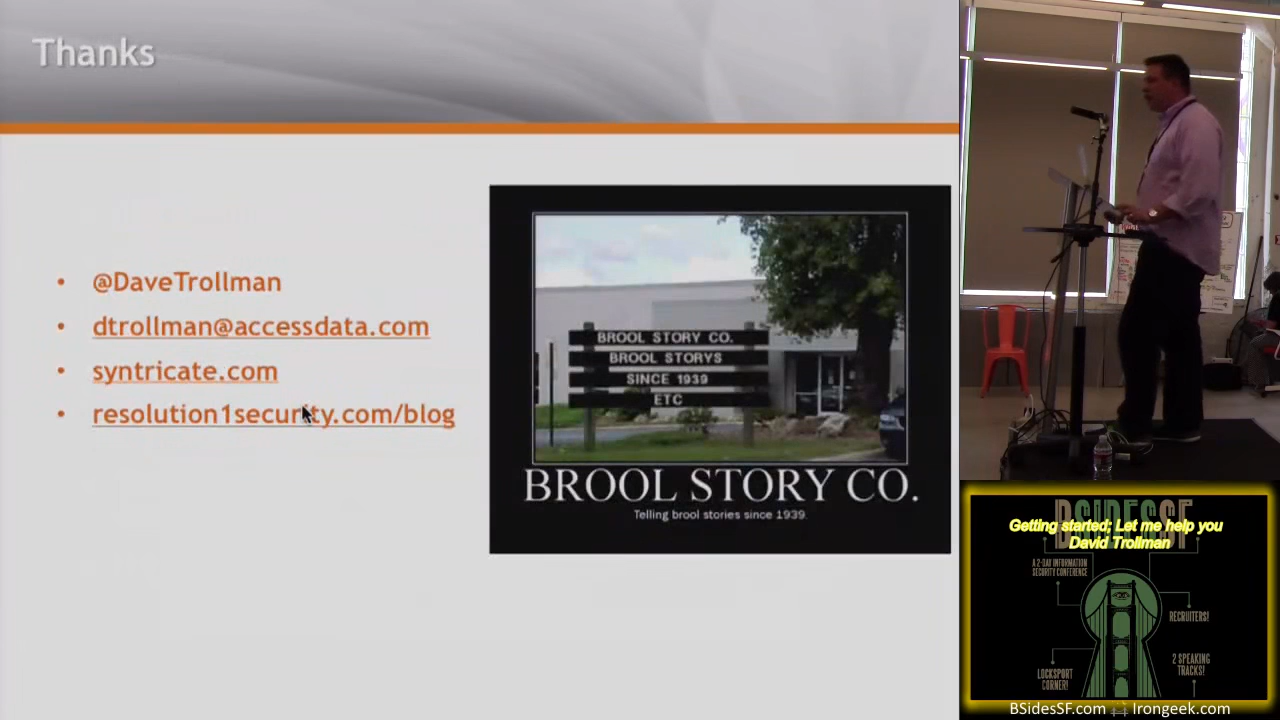 Thanks
@DaveTrollman
dtrollman@accessdata.com
syntricate.com
resolution1security.com/blog
BROOL STORY CO.
BROOL STORYS
SINCE 1939
ETC
BROOL STORY CO.
Telling brool stories since 1939.
BSIDESSF
Getting started; Let me help you
David Trollman
A 2-DAY INFORMATION
SECURITY CONFERENCE
RECRUITERS!
LOCKSPORT
CORNER!
2 SPEAKING
TRACKS!
BSidesSF.com
Irongeek.com